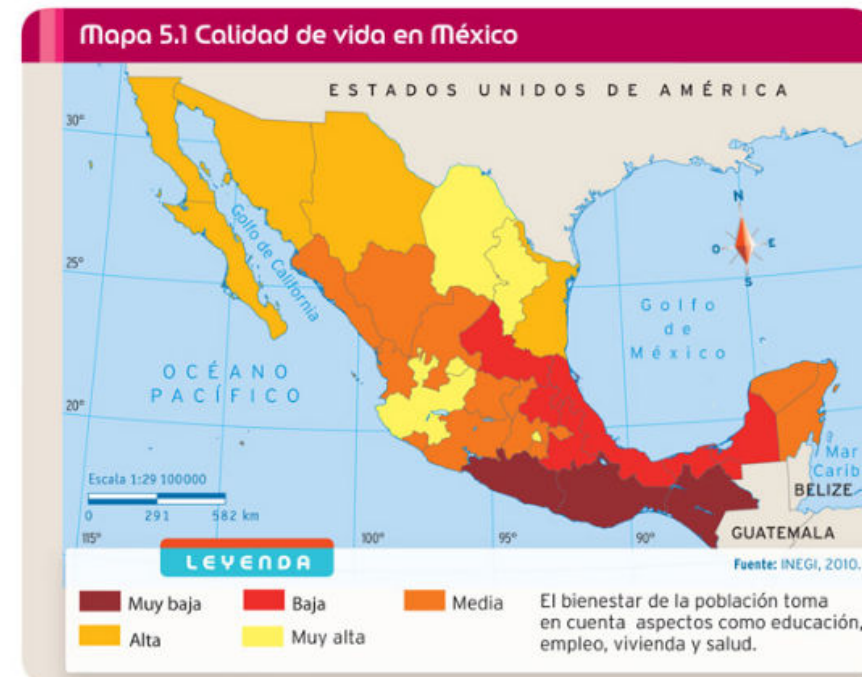 Mapa 5.1 Calidad de vida en México
ESTADOS UNIDOS DE AMÉRICA
30°
Golfo de California
N
O
E
S
25°
Golfo
de
México
OCÉANO
PACÍFICO
20°
Mar
Carib
BELIZE
Escala 1:29 100000
0 291 582 km
GUATEMALA
115°
100°
95°
90°
Fuente: INEGI, 2010.
LEYENDA
Muy baja
Baja
Media
Alta
Muy alta
El bienestar de la población toma
en cuenta aspectos como educación,
empleo, vivienda y salud.